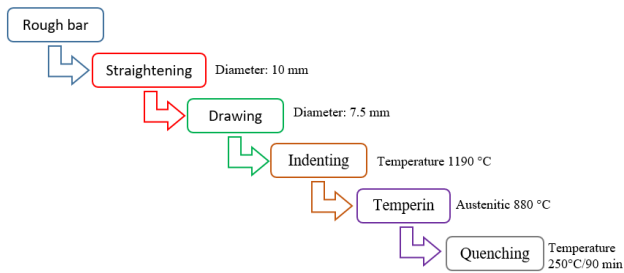 Rough bar
Straightening
Diameter: 10 mm
Drawing
Diameter: 7.5 mm
Indenting
Temperature 1190 °C
Temperin
Austenitic 880 °C
Quenching
Temperature
250°C/90 min